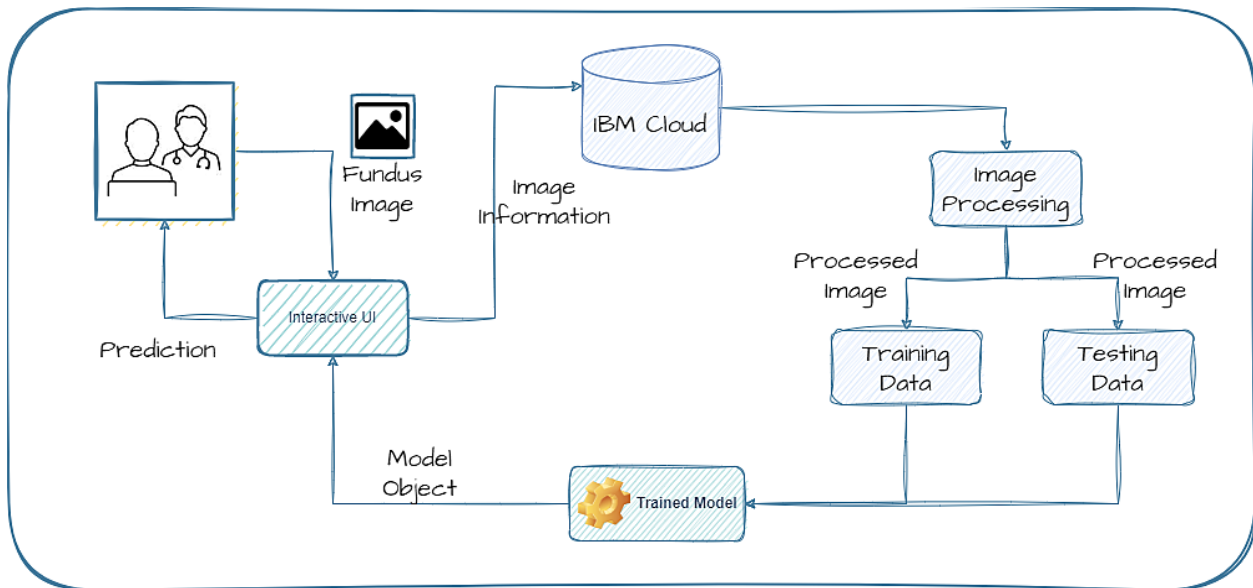 Fundus
Image
Image
Information
IBM Cloud
Image
Processing
Processed
Image
Processed
Image
Interactive UI
Prediction
Training
Data
Testing
Data
Model
Object
Trained Model